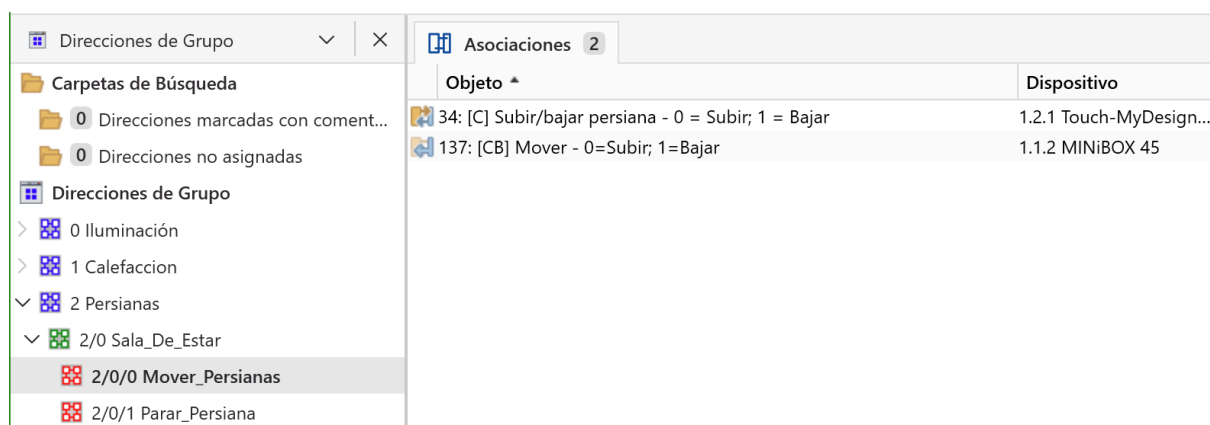 Direcciones de Grupo
Asociaciones 2
Carpetas de Búsqueda
0 Direcciones marcadas con coment...
0 Direcciones no asignadas
Direcciones de Grupo
0 Iluminación
1 Calefaccion
2 Persianas
2/0 Sala_De_Estar
2/0/0 Mover_Persianas
2/0/1 Parar_Persiana
Objeto Dispositivo
34: [C] Subir/bajar persiana - 0 = Subir; 1 = Bajar 1.2.1 Touch-MyDesign...
137: [CB] Mover - 0=Subir; 1=Bajar 1.1.2 MINiBOX 45